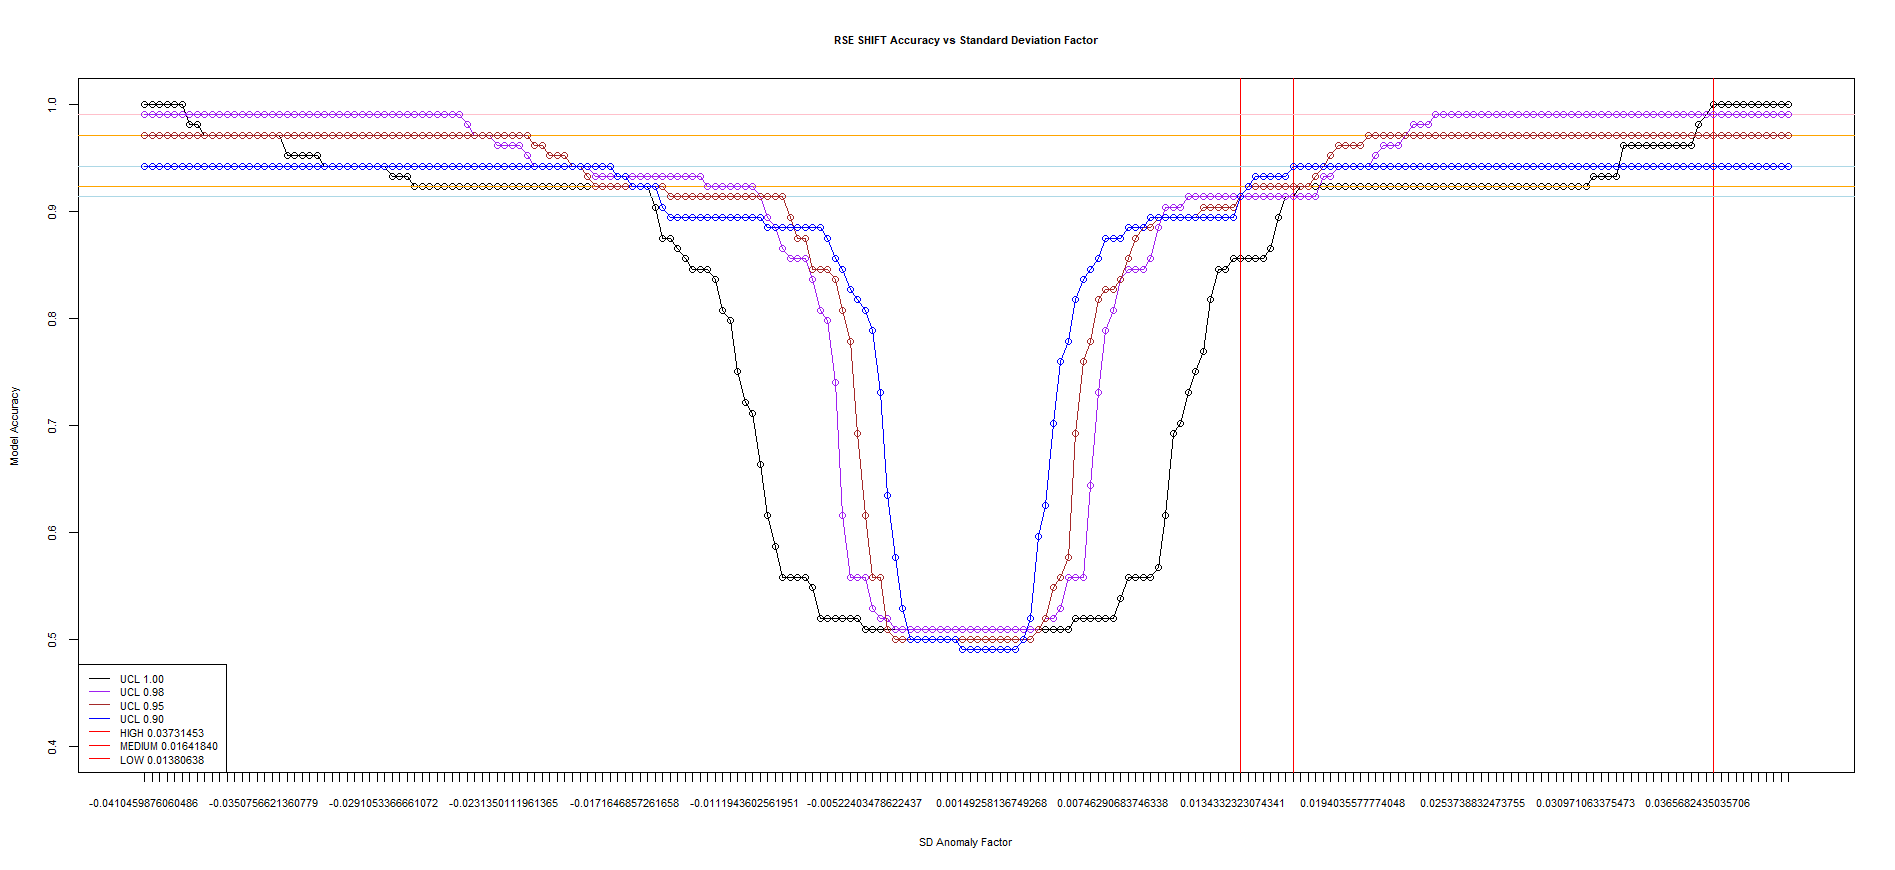 RSE SHIFT Accuracy vs Standard Deviation Factor
Model Accuracy
1.0
0.9
0.8
0.7
0.6
0.5
0.4
UCL 1.00
UCL 0.98
UCL 0.95
UCL 0.90
HIGH 0.03731453
MEDIUM 0.01641840
LOW 0.01380638
-0.0410459876060486 -0.0350756621360779 -0.0291053366661072 -0.0231350111961365 -0.0171646857261658 -0.0111943602561951 -0.00522403478622437 0.00149258136749268 0.00746290683746338 0.0134332323074341 0.0194035577774048 0.0253738832473755 0.030971063375473 0.0365682435035706
SD Anomaly Factor